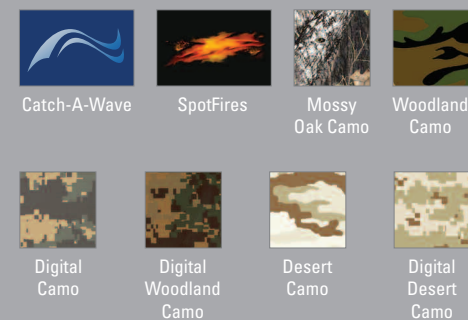 Catch-A-Wave
SpotFires
Mossy
Oak Camo
Woodland
Camo
Digital
Camo
Digital
Woodland
Camo
Desert
Camo
Digital
Desert
Camo